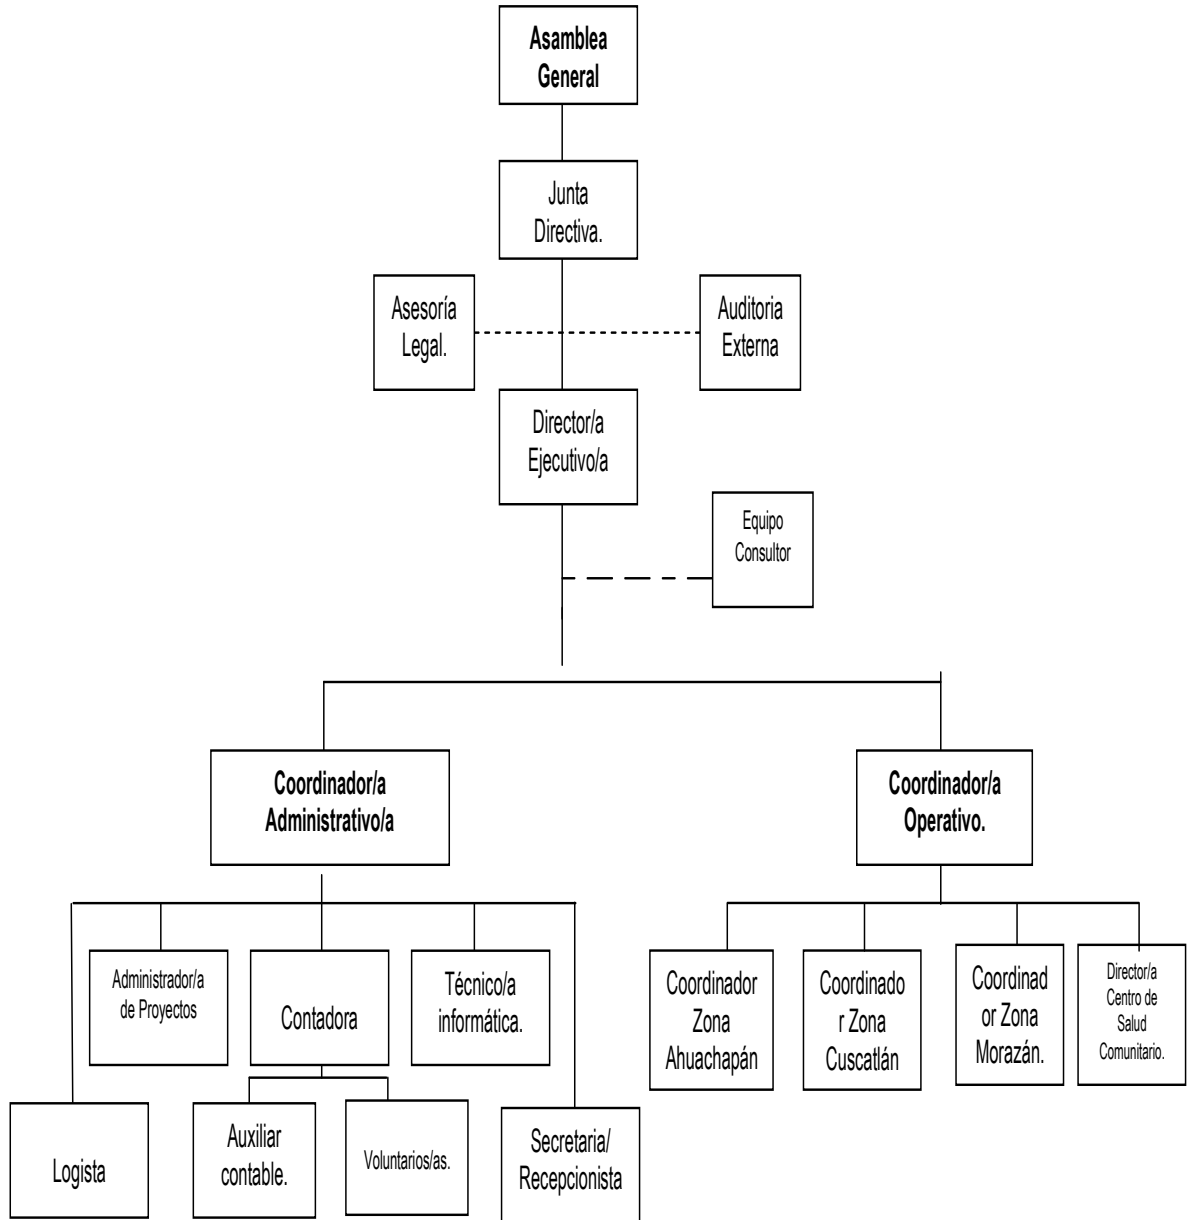 Asamblea
General
Junta
Directiva.
Asesoría
Legal.
Auditoria
Externa
Director/a
Ejecutivo/a
Equipo
Consultor
Coordinador/a
Administrativo/a
Coordinador/a
Operativo.
Administrador/a
de Proyectos
Contadora
Técnico/a
informática.
Coordinador
Zona
Ahuachapán
Coordinado
r Zona
Cuscatlán
Coordinad
or Zona
Morazán.
Director/a
Centro de
Salud
Comunitario.
Logista
Auxiliar
contable.
Voluntarios/as.
Secretaria/
Recepcionista